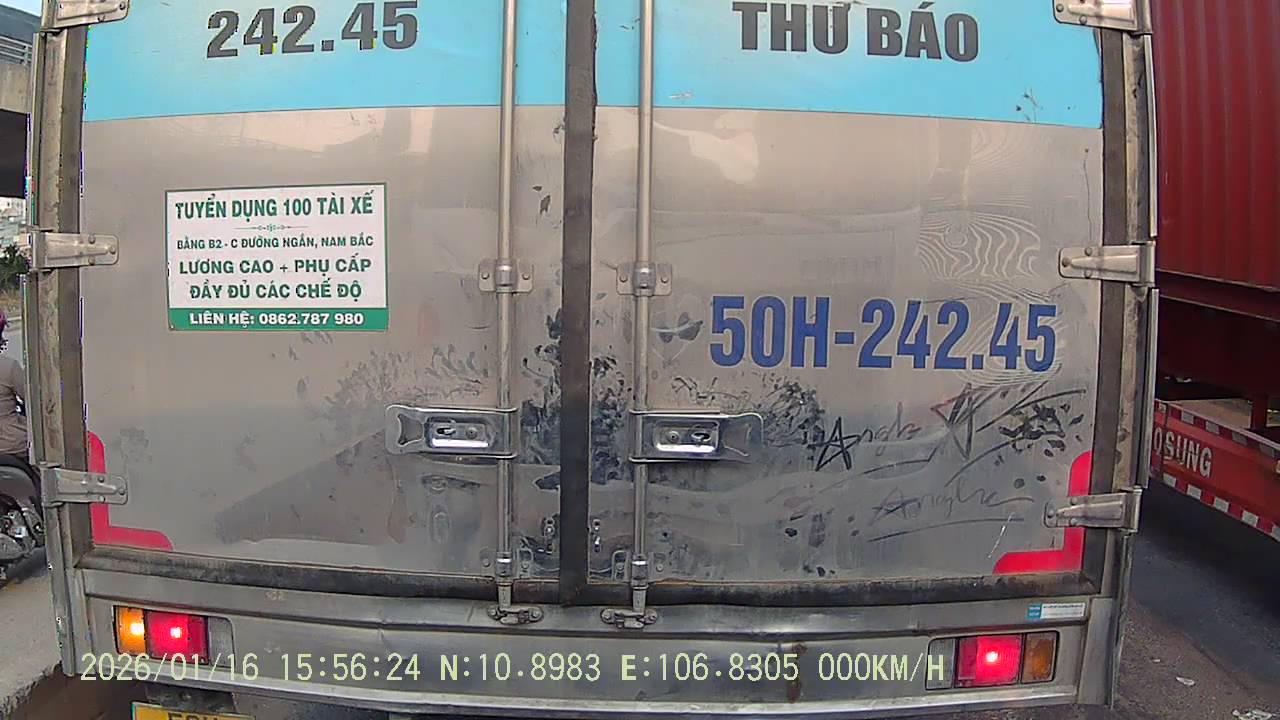 242.45
THƯ BÁO
TUYỂN DỤNG 100 TÀI XẾ
BẰNG B2 - C ĐƯỜNG NGẮN, NAM BẮC
LƯƠNG CAO + PHỤ CẤP
ĐẦY ĐỦ CÁC CHẾ ĐỘ
LIÊN HỆ: 0862.787 980
50H-242.45
OSUNG
2026/01/16 15:56:24 N:10.8983 E:106.8305 000KM/H